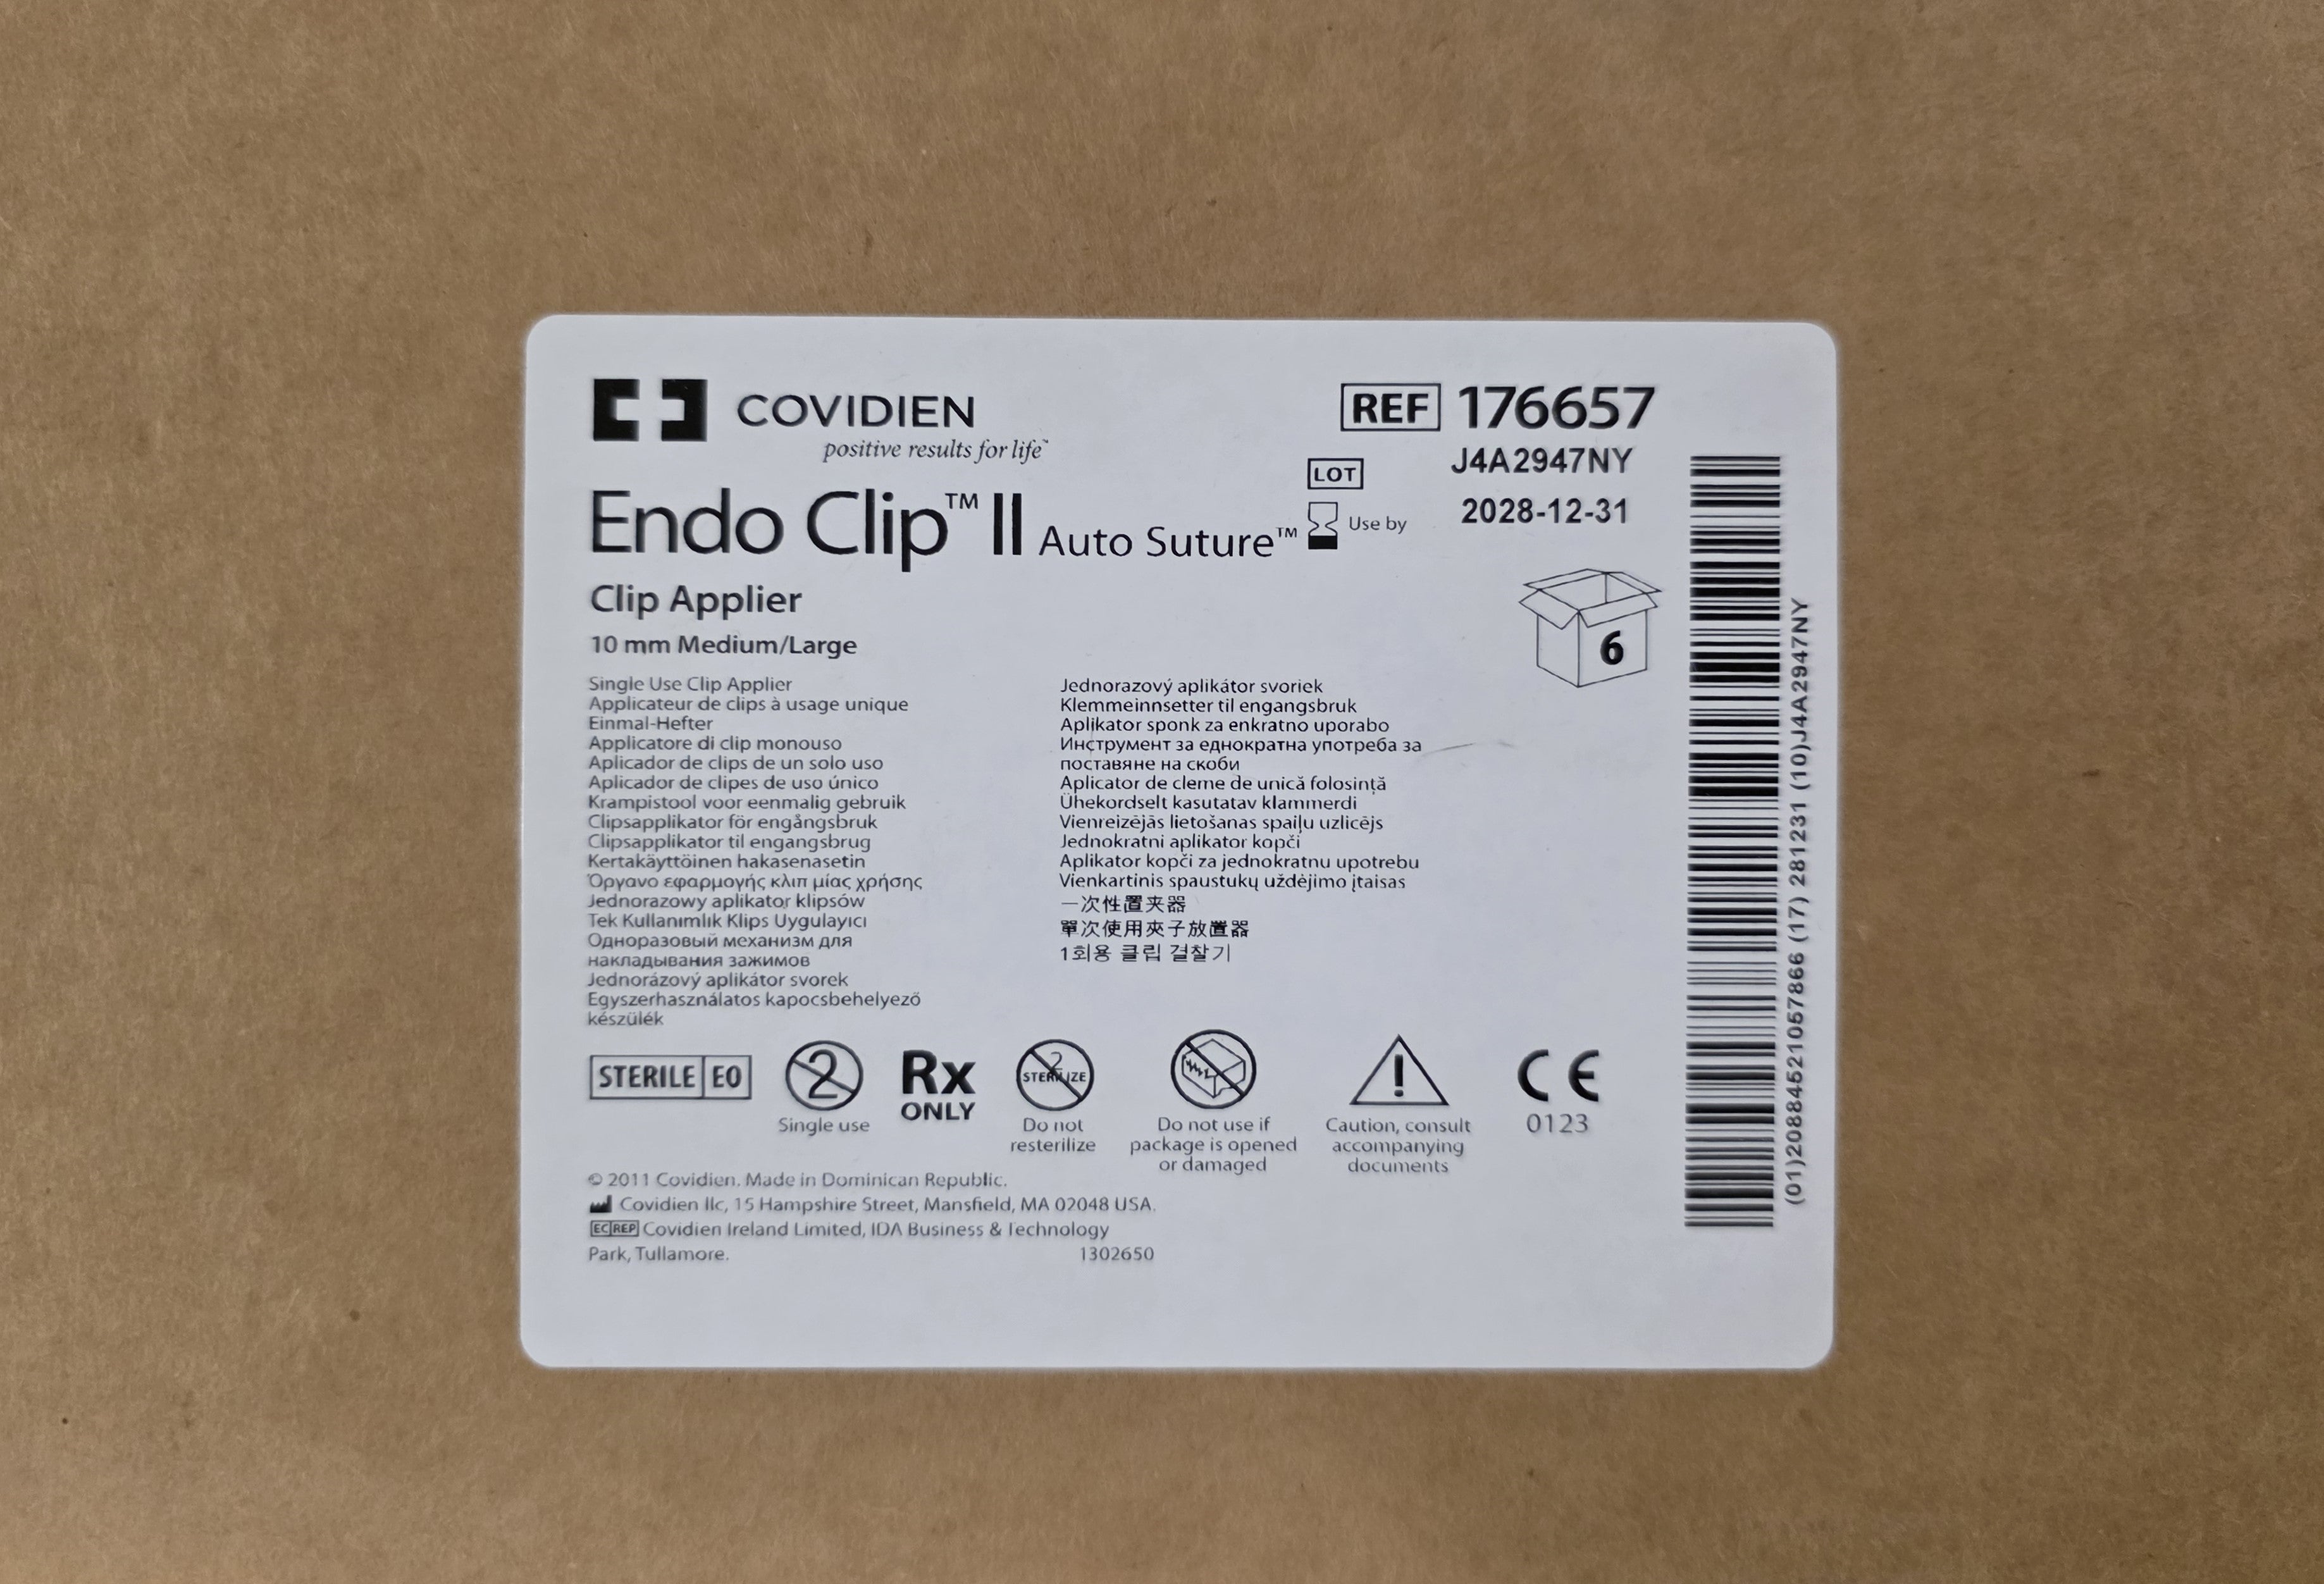 COVIDIEN
positive results for life™
REF 176657
LOT J4A2947NY
Use by 2028-12-31
Endo Clip™ II Auto Suture™
Clip Applier
10 mm Medium/Large
6
Single Use Clip Applier
Applicateur de clips à usage unique
Einmal-Hefter
Applicatore di clip monouso
Aplicador de clips de un solo uso
Aplicador de clipes de uso único
Krampistool voor eenmalig gebruik
Clipsapplikator för engångsbruk
Clipsapplikator til engangsbrug
Kertakäyttöinen hakasenasetin
Όργανο εφαρμογής κλιπ μίας χρήσης
Jednorazowy aplikator klipsów
Tek Kullanımlık Klips Uygulayıcı
Одноразовый механизм для
накладывания зажимов
Jednorázový aplikátor svorek
Egyszerhasználatos kapocsbehelyező
készülék
Jednorazový aplikátor svoriek
Klemmeinnsetter til engangsbruk
Aplikator sponk za enkratno uporabo
Инструмент за еднократна употреба за
поставяне на скоби
Aplicator de cleme de unică folosință
Ühekordselt kasutatav klammerdi
Vienreizējās lietošanas spaiļu uzlicējs
Jednokratni aplikator kopči
Aplikator kopči za jednokratnu upotrebu
Vienkartinis spaustukų uždėjimo įtaisas
一次性置夹器
單次使用夾子放置器
1회용 클립 결찰기
STERILE EO
2
Single use
Rx
ONLY
2
STERILIZE
Do not
resterilize
Do not use if
package is opened
or damaged
!
Caution, consult
accompanying
documents
CE
0123
© 2011 Covidien. Made in Dominican Republic.
Covidien llc, 15 Hampshire Street, Mansfield, MA 02048 USA.
EC REP Covidien Ireland Limited, IDA Business & Technology
Park, Tullamore.
1302650
(01)20884521057866 (17) 281231 (10)J4A2947NY